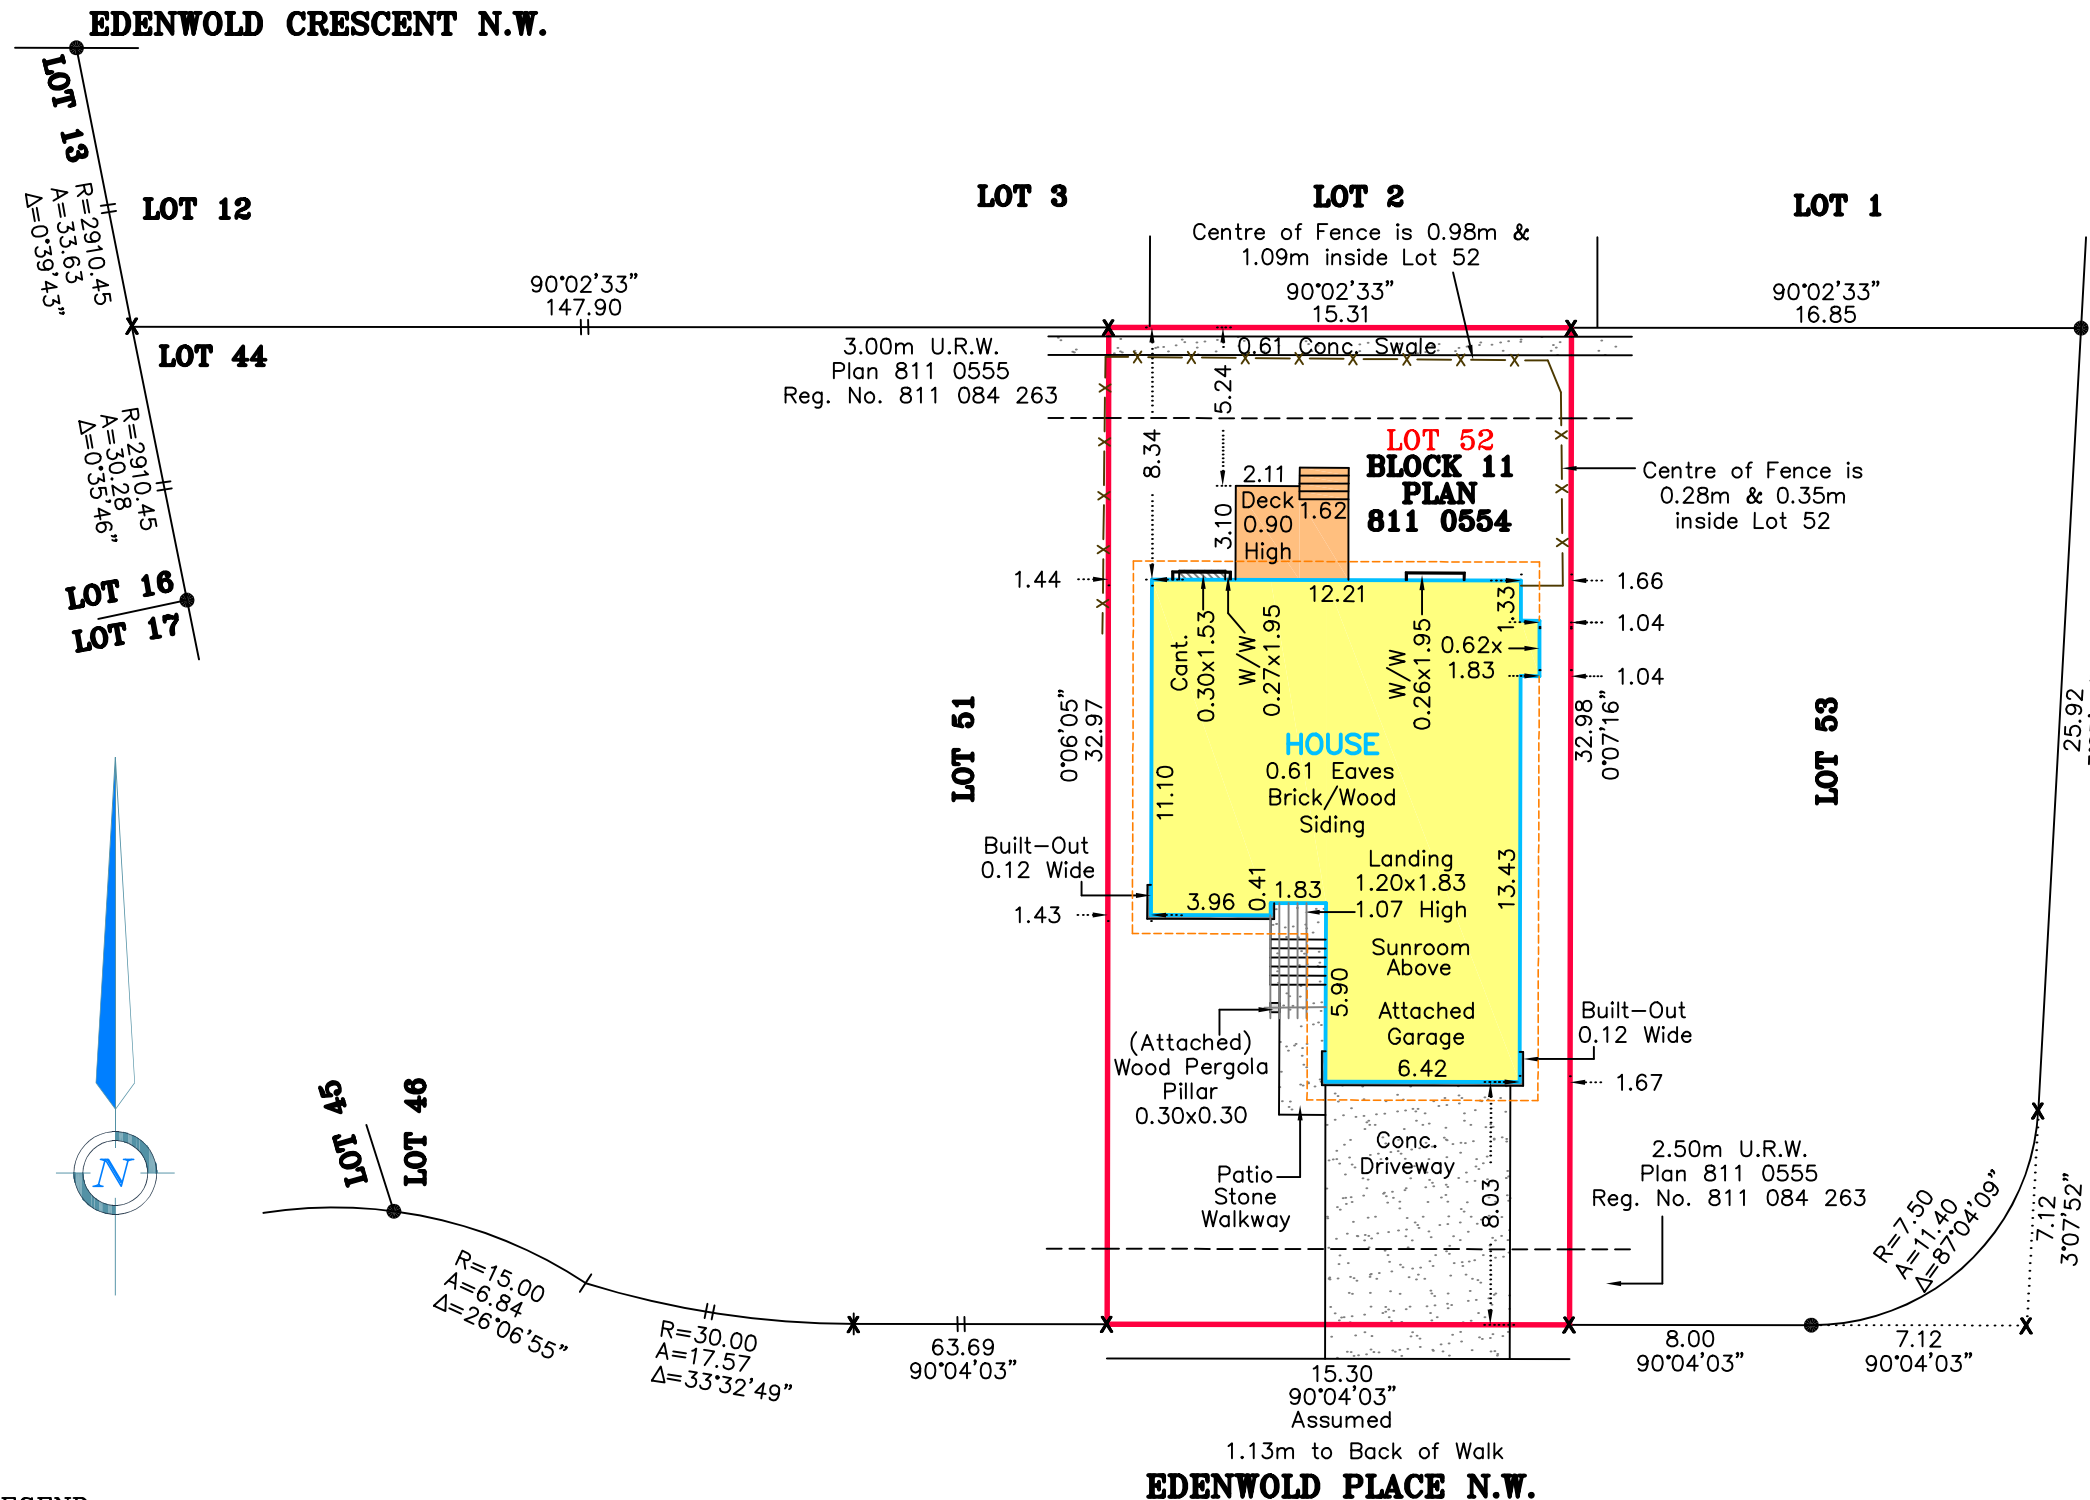 EDENWOLD CRESCENT N.W.
LOT 13
R=2910.45
A=33.63
Δ=0°39'43"
LOT 12
LOT 3
LOT 2
LOT 1
Centre of Fence is 0.98m &
1.09m inside Lot 52
90°02'33"
147.90
90°02'33"
15.31
90°02'33"
16.85
LOT 44
3.00m U.R.W.
Plan 811 0555
Reg. No. 811 084 263
0.61 Conc. Swale
5.24
8.34
R=2910.45
A=30.28
Δ=0°35'46"
LOT 52
BLOCK 11
PLAN
811 0554
Centre of Fence is
0.28m & 0.35m
inside Lot 52
2.11
Deck
0.90
High
1.62
3.10
LOT 16
LOT 17
1.44
12.21
1.33
1.66
1.04
1.04
Cant.
0.30x1.53
W/W
0.27x1.95
W/W
0.26x1.95
0.62x
1.83
LOT 51
0°06'05"
32.97
32.98
0°07'16"
LOT 53
25.92
HOUSE
0.61 Eaves
Brick/Wood
Siding
11.10
13.43
Built-Out
0.12 Wide
Landing
1.20x1.83
1.07 High
1.43
3.96
0.41
1.83
Sunroom
Above
5.90
Attached
Garage
6.42
Built-Out
0.12 Wide
1.67
(Attached)
Wood Pergola
Pillar
0.30x0.30
Conc.
Driveway
8.03
Patio
Stone
Walkway
2.50m U.R.W.
Plan 811 0555
Reg. No. 811 084 263
N
LOT 45
LOT 46
R=15.00
A=6.84
Δ=26°06'55"
R=30.00
A=17.57
Δ=33°32'49"
63.69
90°04'03"
15.30
90°04'03"
Assumed
1.13m to Back of Walk
EDENWOLD PLACE N.W.
8.00
90°04'03"
7.12
90°04'03"
R=7.50
A=11.40
Δ=87°04'09"
7.12
3°07'52"